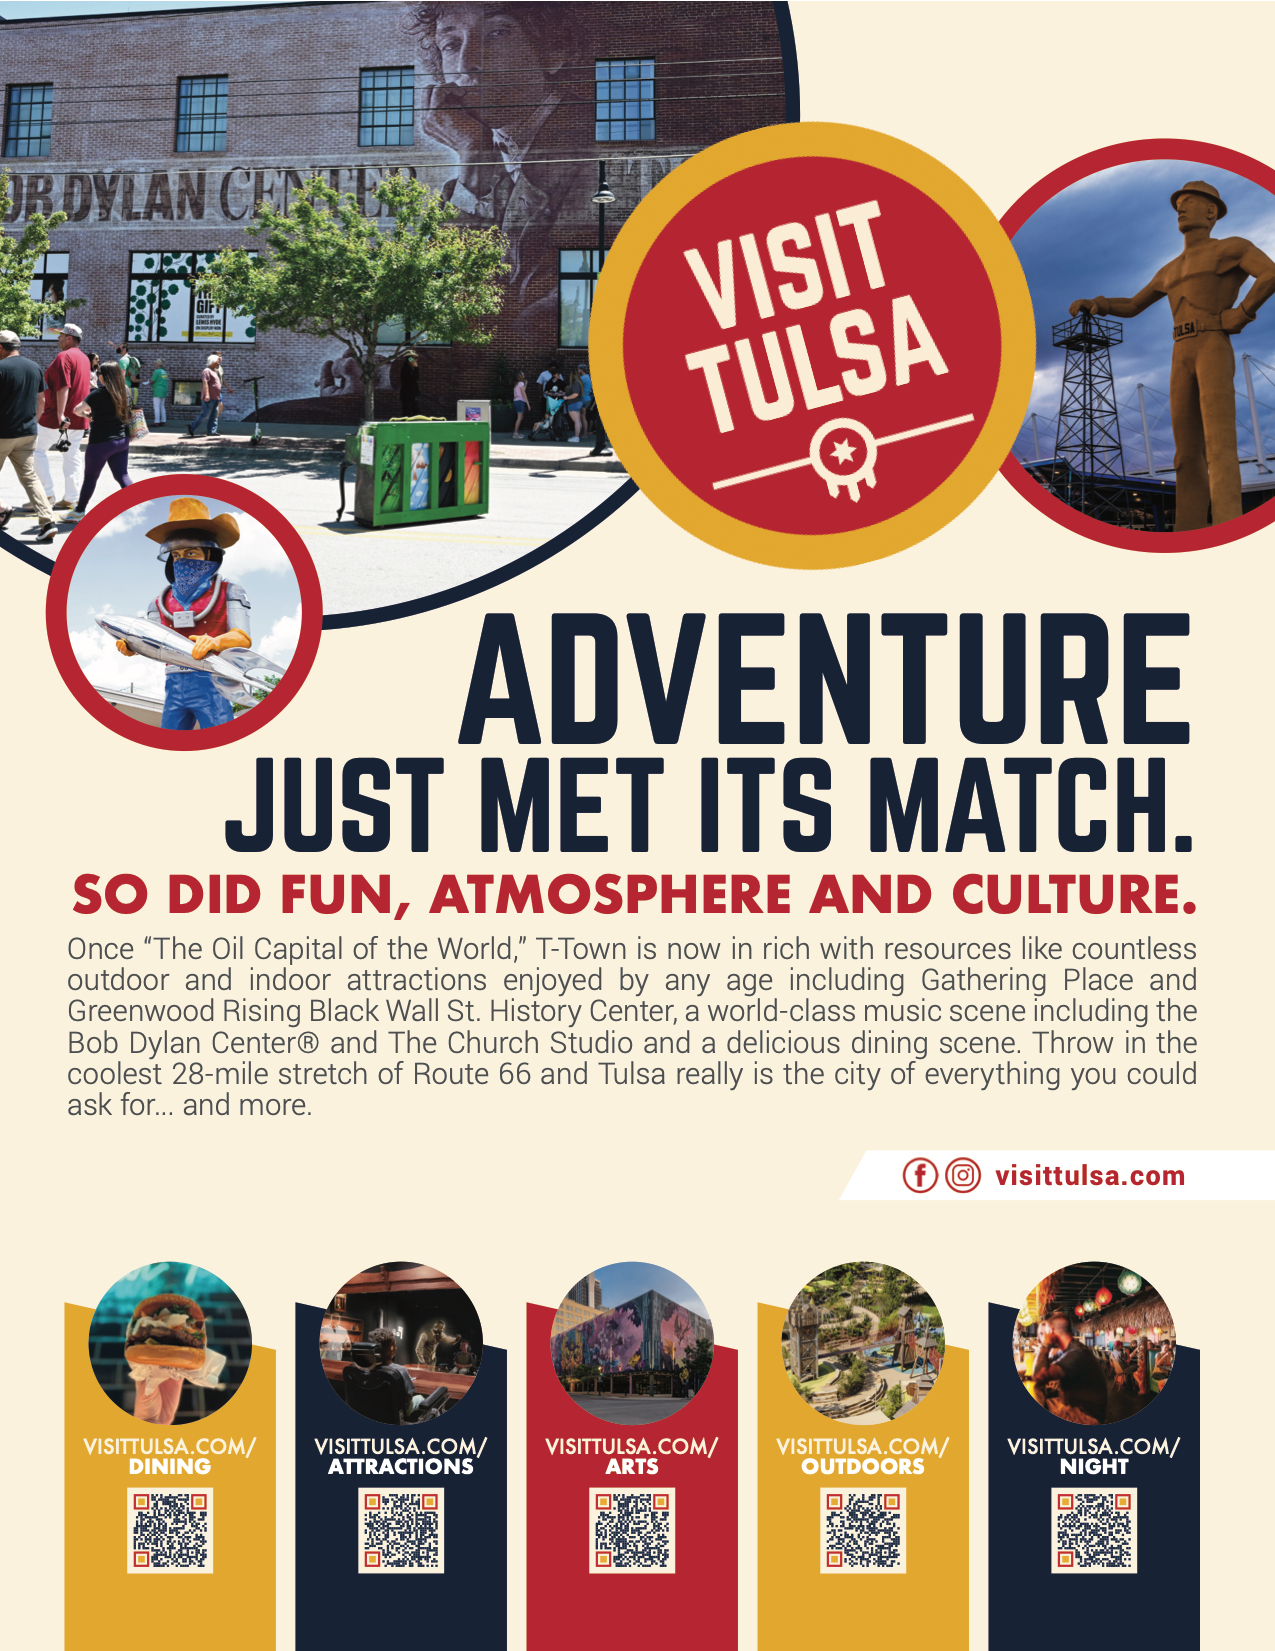 OB DYLAN CENTER
GIFT
VISIT
TULSA
TULSA
ADVENTURE
JUST MET ITS MATCH.
SO DID FUN, ATMOSPHERE AND CULTURE.
Once “The Oil Capital of the World,” T-Town is now in rich with resources like countless
outdoor and indoor attractions enjoyed by any age including Gathering Place and
Greenwood Rising Black Wall St. History Center, a world-class music scene including the
Bob Dylan Center® and The Church Studio and a delicious dining scene. Throw in the
coolest 28-mile stretch of Route 66 and Tulsa really is the city of everything you could
ask for... and more.
visittulsa.com
VISITTULSA.COM/
DINING
VISITTULSA.COM/
ATTRACTIONS
VISITTULSA.COM/
ARTS
VISITTULSA.COM/
OUTDOORS
VISITTULSA.COM/
NIGHT